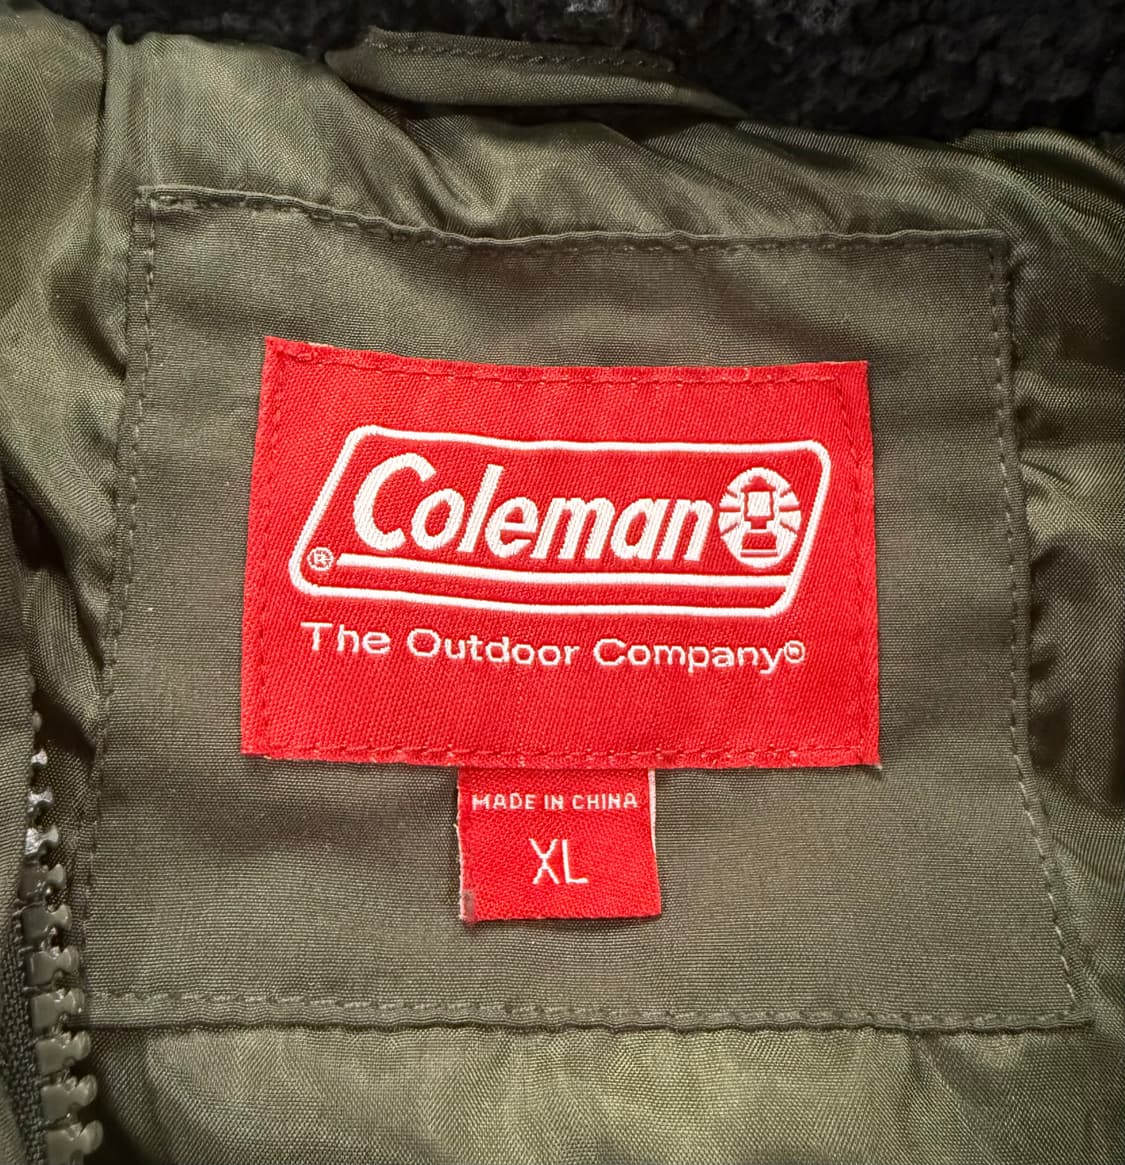 Coleman
®
The Outdoor Company®
MADE IN CHINA
XL